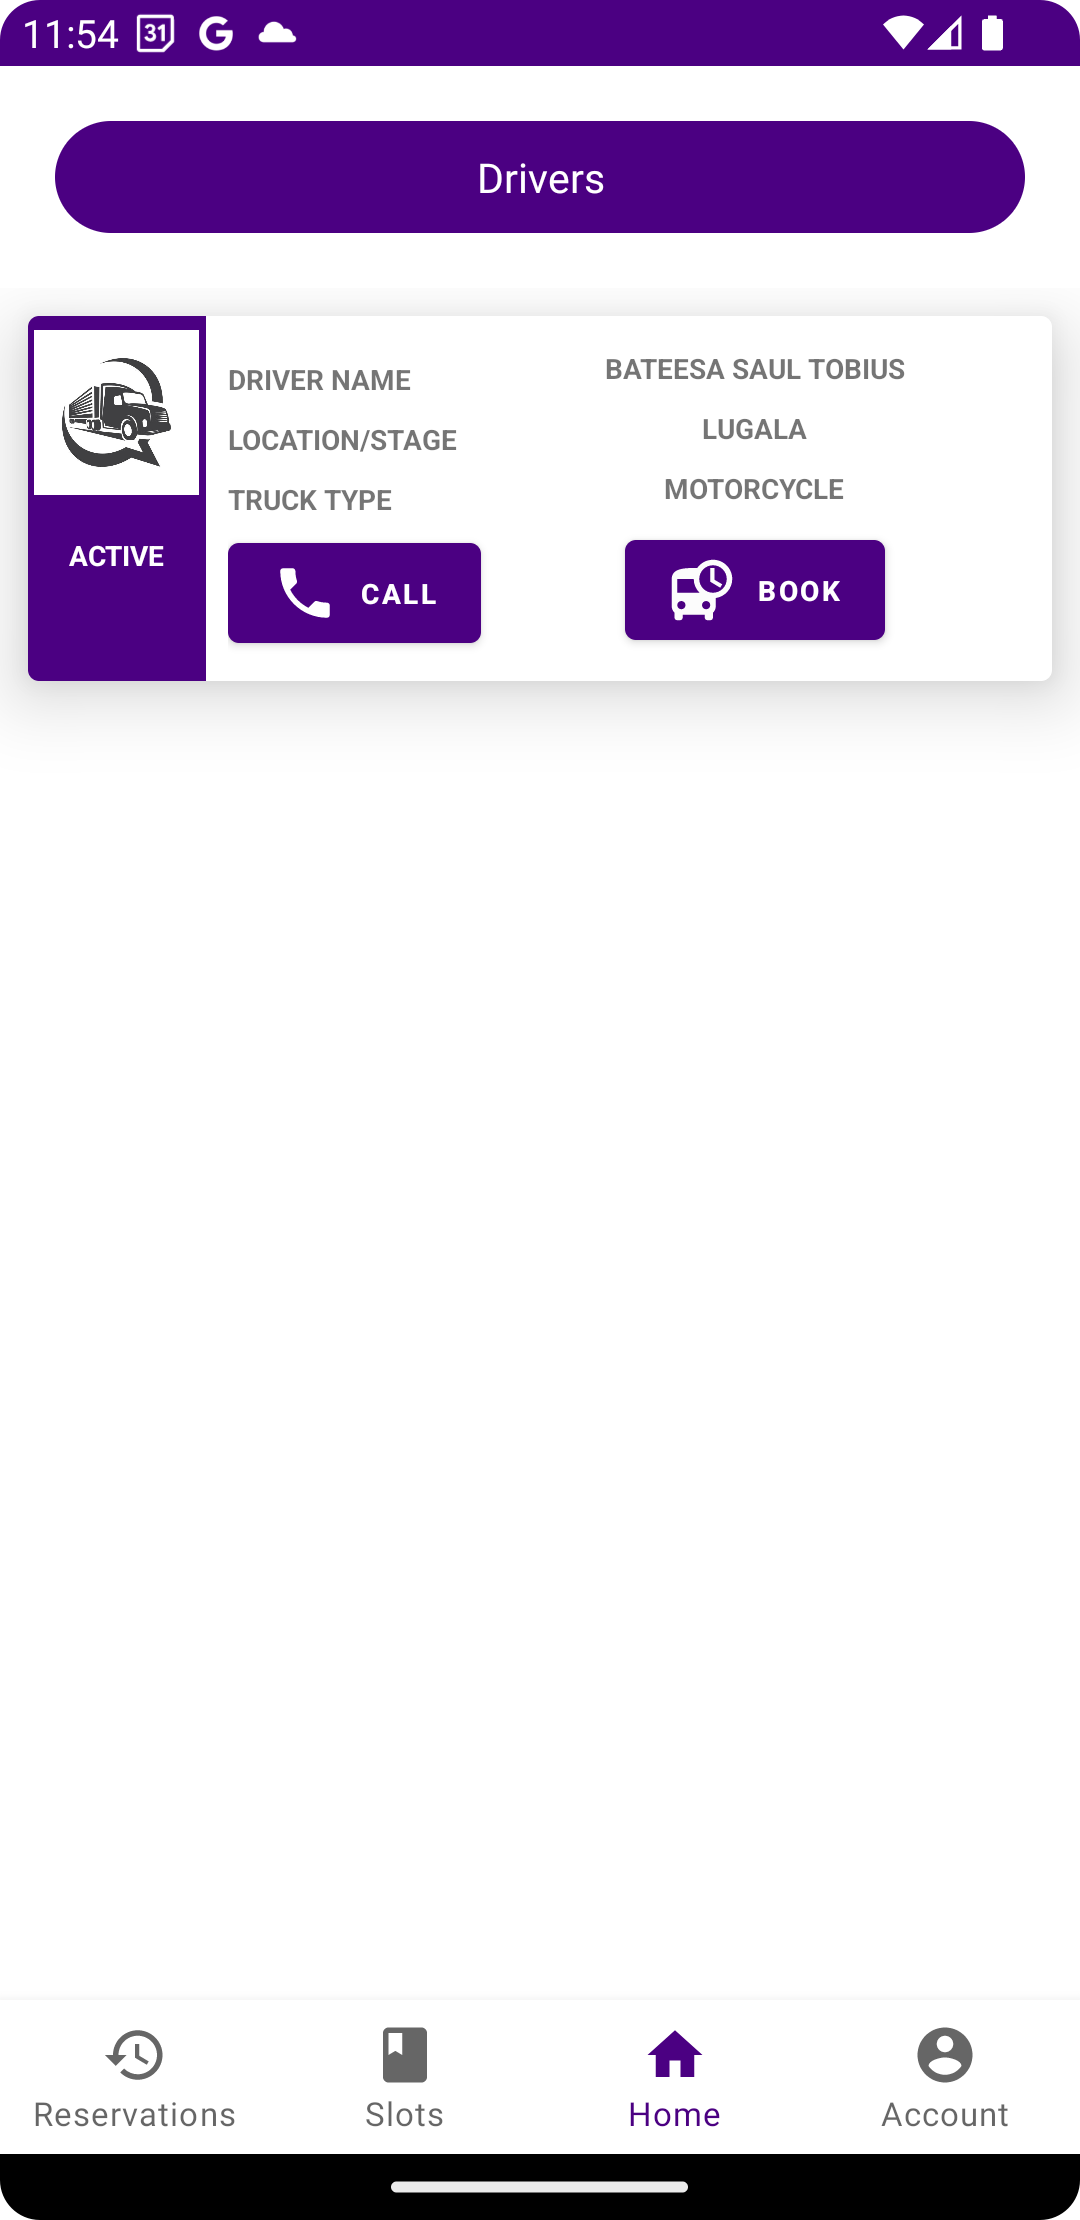 11:54 31 G
Drivers
DRIVER NAME BATEESA SAUL TOBIUS
LOCATION/STAGE LUGALA
TRUCK TYPE MOTORCYCLE
ACTIVE
CALL BOOK
Reservations Slots Home Account